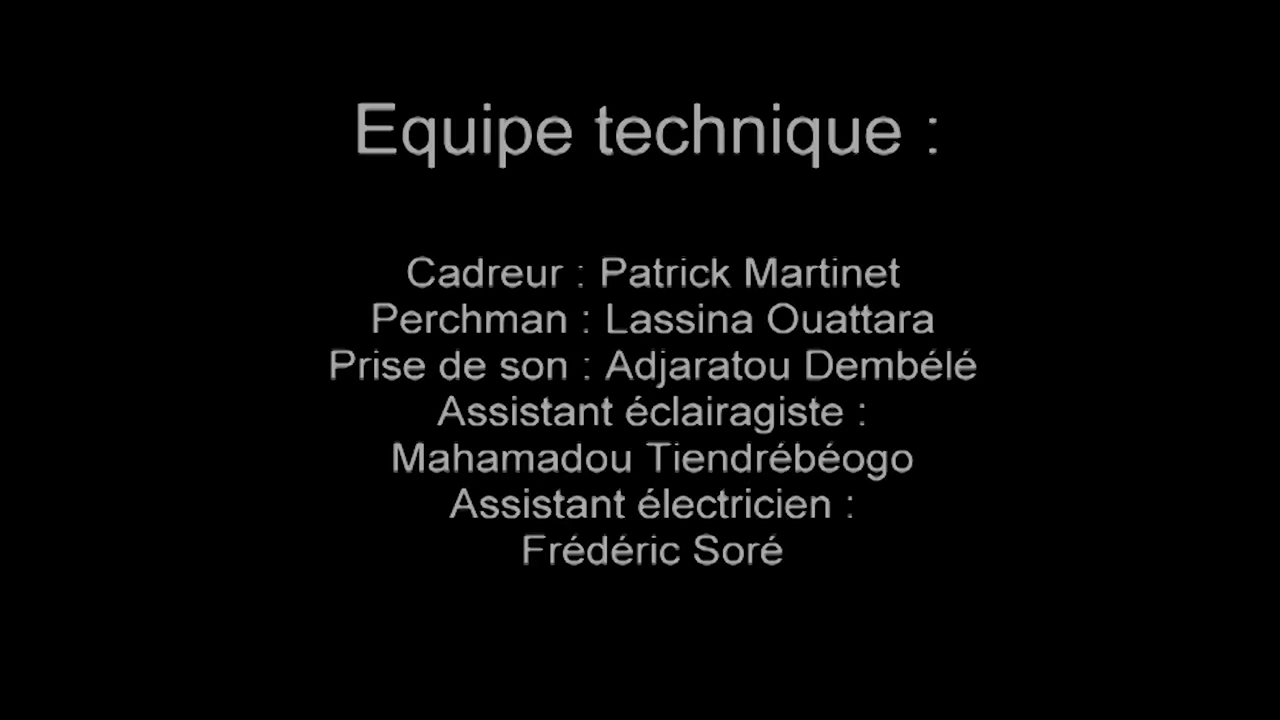 Equipe technique :
Cadreur : Patrick Martinet
Perchman : Lassina Ouattara
Prise de son : Adjaratou Dembélé
Assistant éclairagiste :
Mahamadou Tiendrébéogo
Assistant électricien :
Frédéric Soré